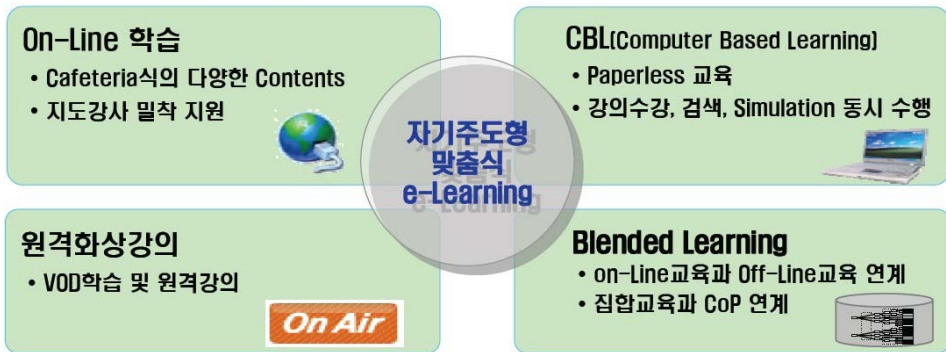 On-Line 학습
• Cafeteria식의 다양한 Contents
• 지도강사 밀착 지원
CBL(Computer Based Learning)
• Paperless 교육
• 강의수강, 검색, Simulation 동시 수행
자기주도형
맞춤식
e-Learning
원격화상강의
• VOD학습 및 원격강의
On Air
Blended Learning
• on-Line교육과 Off-Line교육 연계
• 집합교육과 CoP 연계